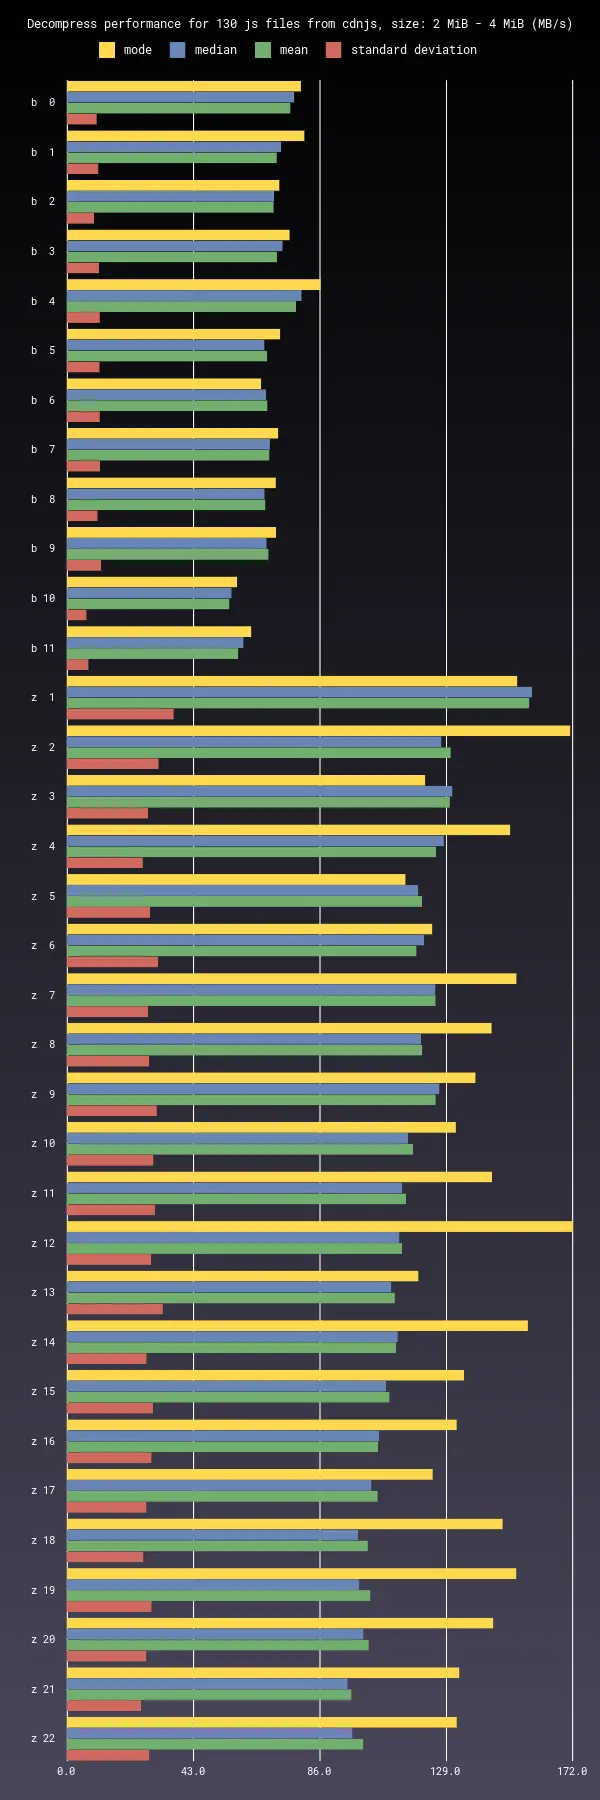 Decompress performance for 130 js files from cdnjs, size: 2 MiB - 4 MiB (MB/s)
mode median mean standard deviation
b 0
b 1
b 2
b 3
b 4
b 5
b 6
b 7
b 8
b 9
b 10
b 11
z 1
z 2
z 3
z 4
z 5
z 6
z 7
z 8
z 9
z 10
z 11
z 12
z 13
z 14
z 15
z 16
z 17
z 18
z 19
z 20
z 21
z 22
0.0 43.0 86.0 129.0 172.0